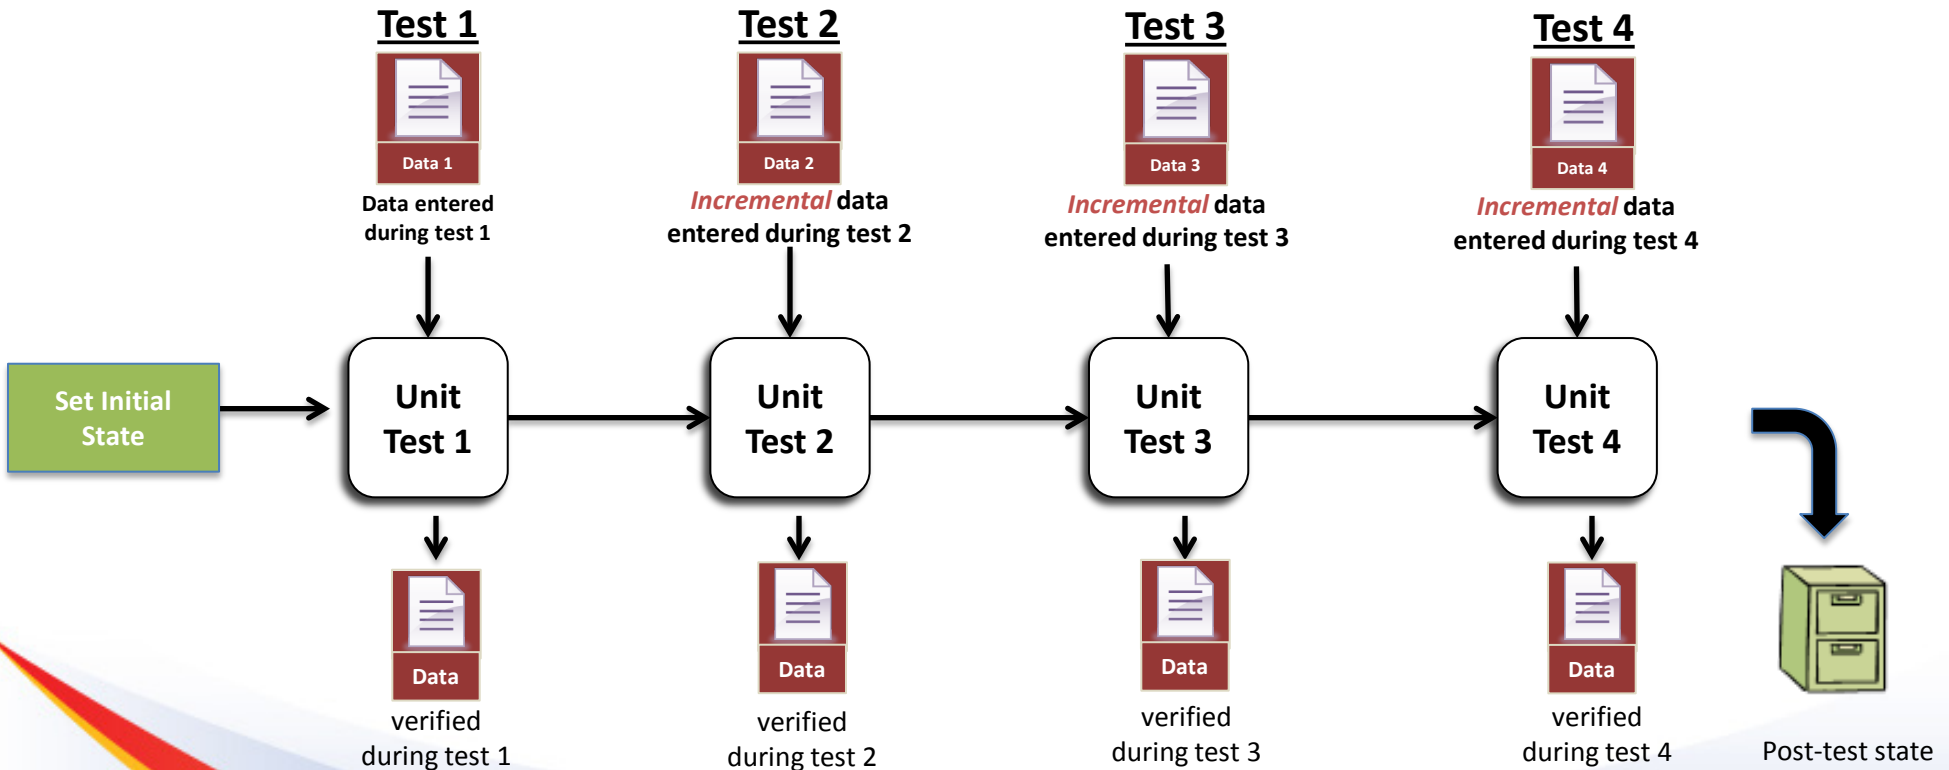 Test 1
Test 2
Test 3
Test 4
Data 1
Data 2
Data 3
Data 4
Data entered
during test 1
Incremental data
entered during test 2
Incremental data
entered during test 3
Incremental data
entered during test 4
Set Initial
State
Unit
Test 1
Unit
Test 2
Unit
Test 3
Unit
Test 4
Data
verified
during test 1
Data
verified
during test 2
Data
verified
during test 3
Data
verified
during test 4
Post-test state